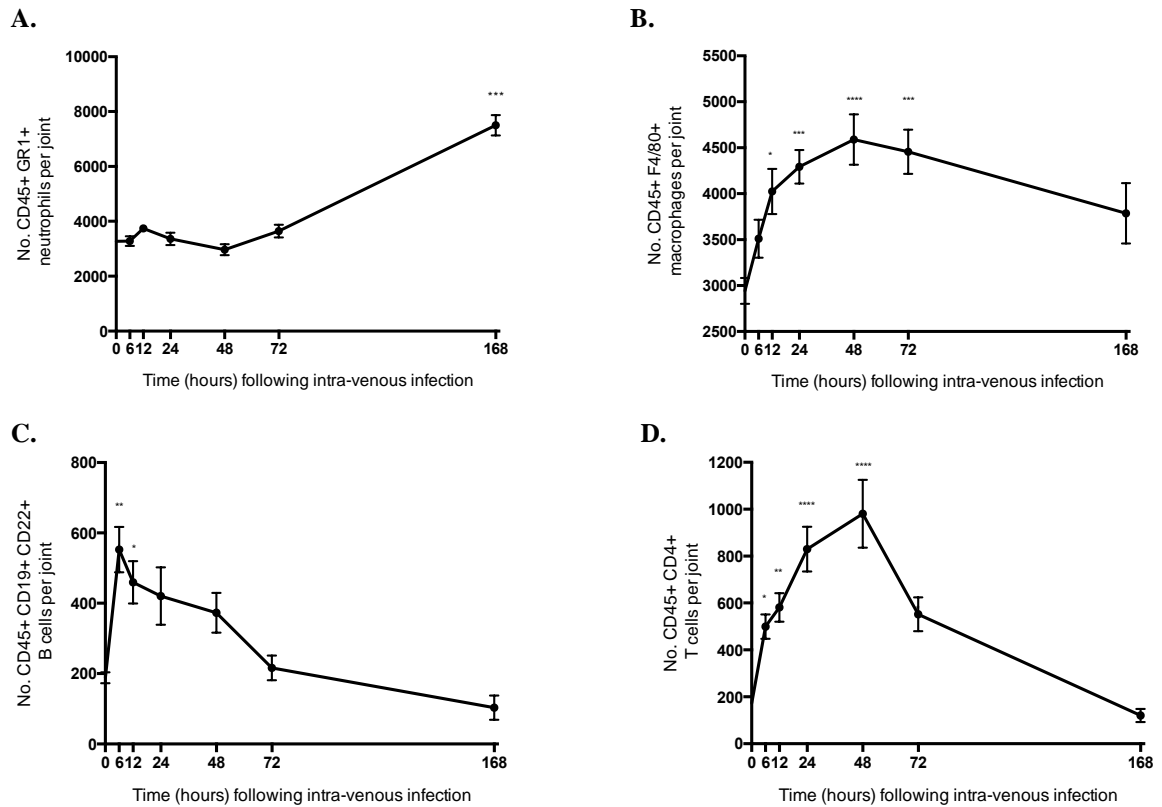 A.
10000
8000
6000
4000
2000
0
No. CD45+ GR1+
neutrophils per joint
***
0 6 12 24 48 72 168
Time (hours) following intra-venous infection
B.
5500
5000
4500
4000
3500
3000
2500
No. CD45+ F4/80+
macrophages per joint
*
***
****
***
0 6 12 24 48 72 168
Time (hours) following intra-venous infection
C.
800
600
400
200
0
No. CD45+ CD19+ CD22+
B cells per joint
**
*
0 6 12 24 48 72 168
Time (hours) following intra-venous infection
D.
1200
1000
800
600
400
200
0
No. CD45+ CD4+
T cells per joint
*
**
****
****
0 6 12 24 48 72 168
Time (hours) following intra-venous infection